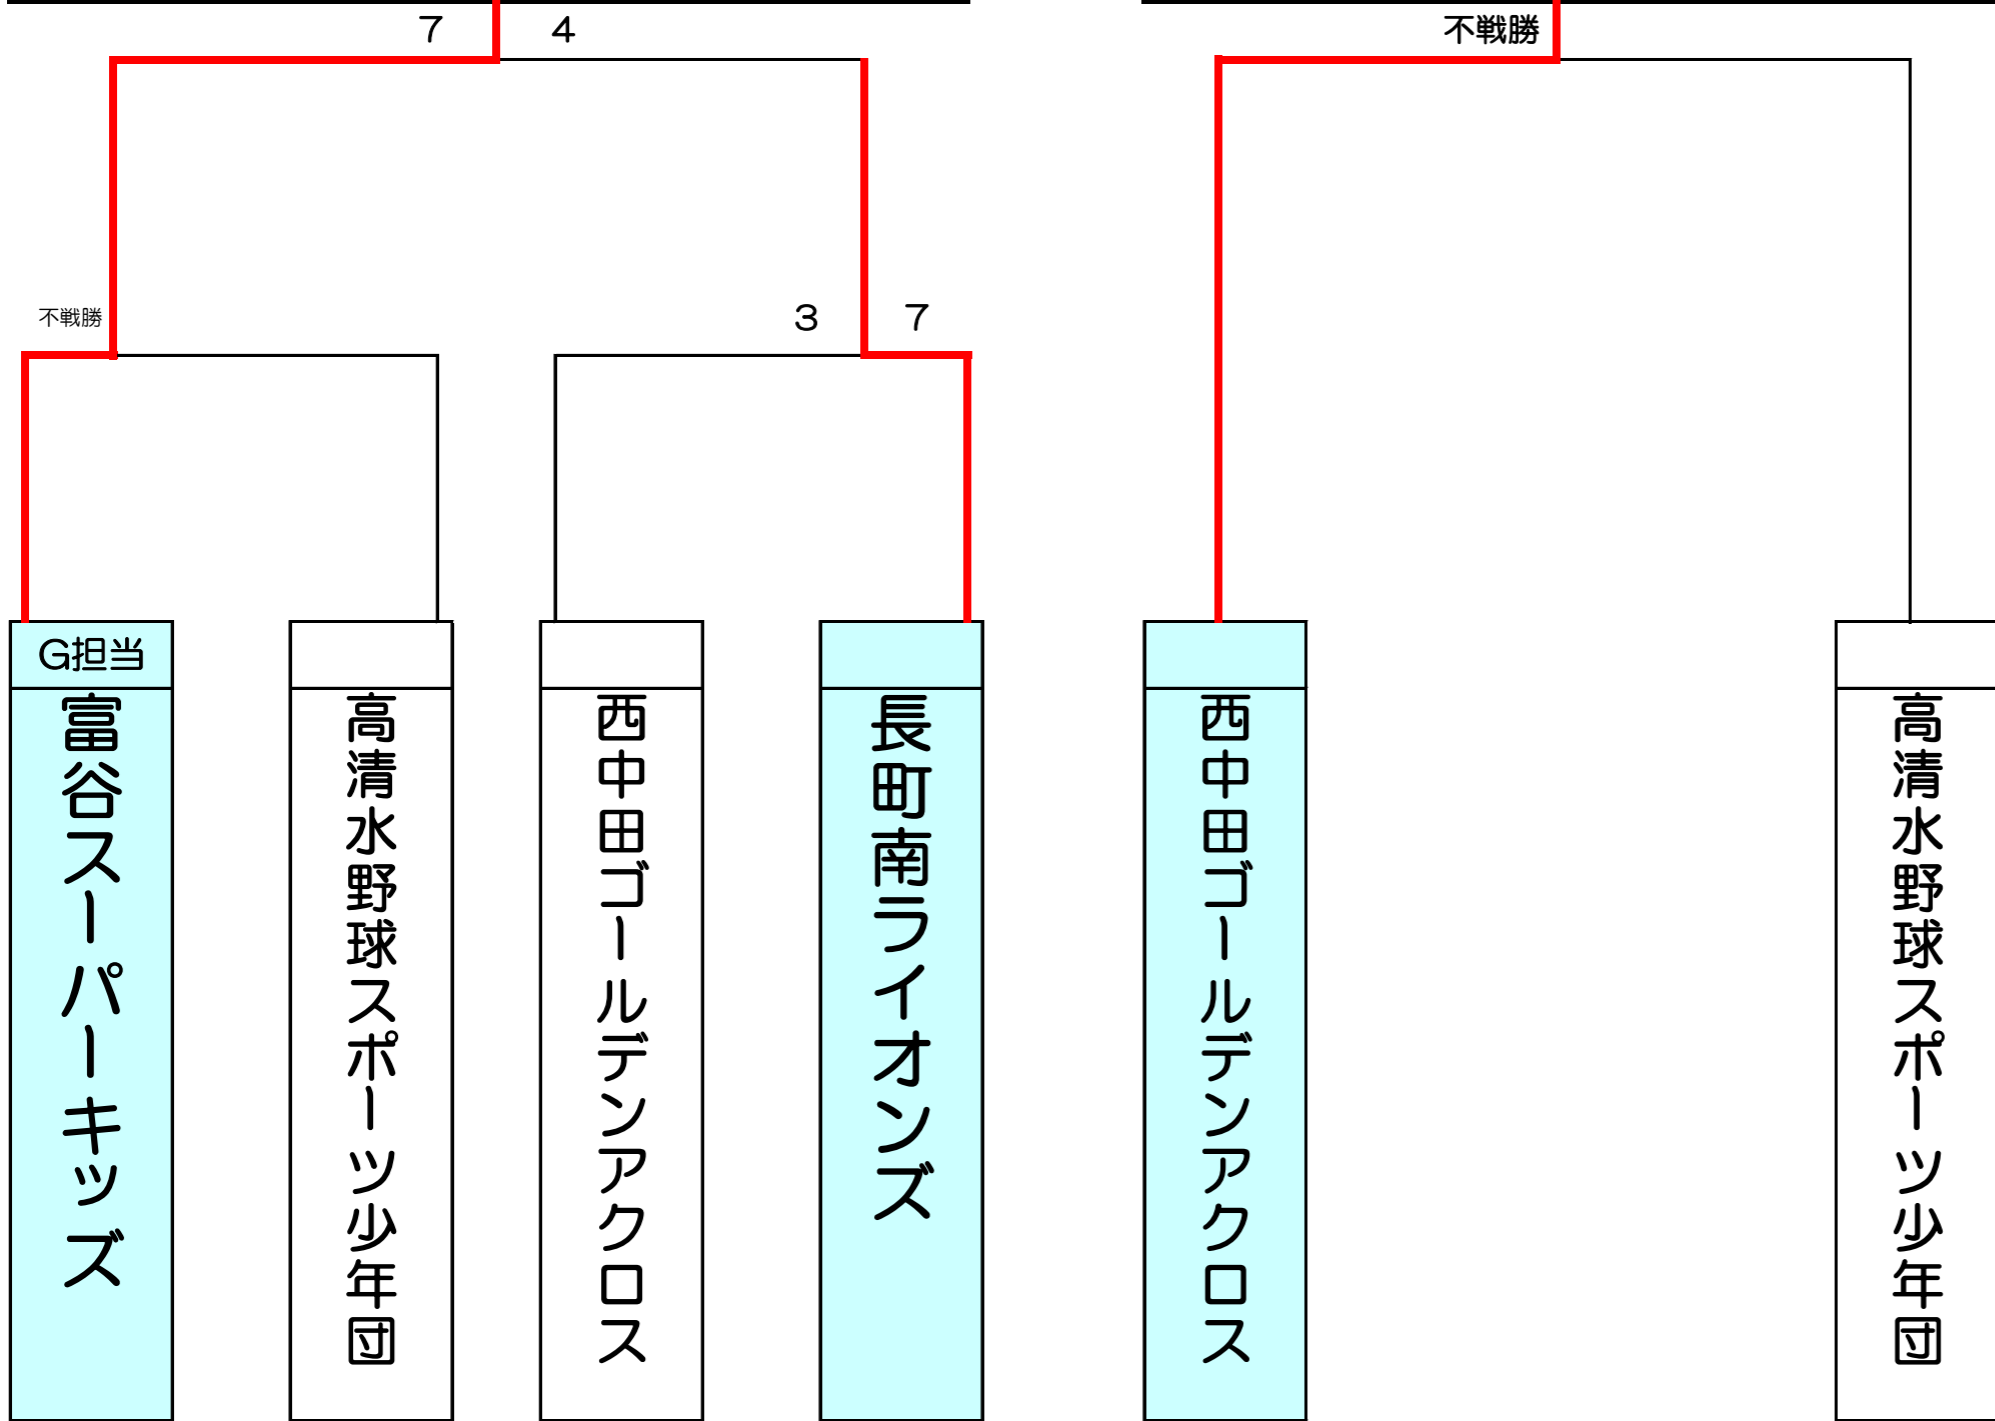 7 4
不戦勝
不戦勝
3 7
G担当
富谷スーパーキッズ
高清水野球スポーツ少年団
西中田ゴールデンアクロス
長町南ライオンズ
西中田ゴールデンアクロス
高清水野球スポーツ少年団